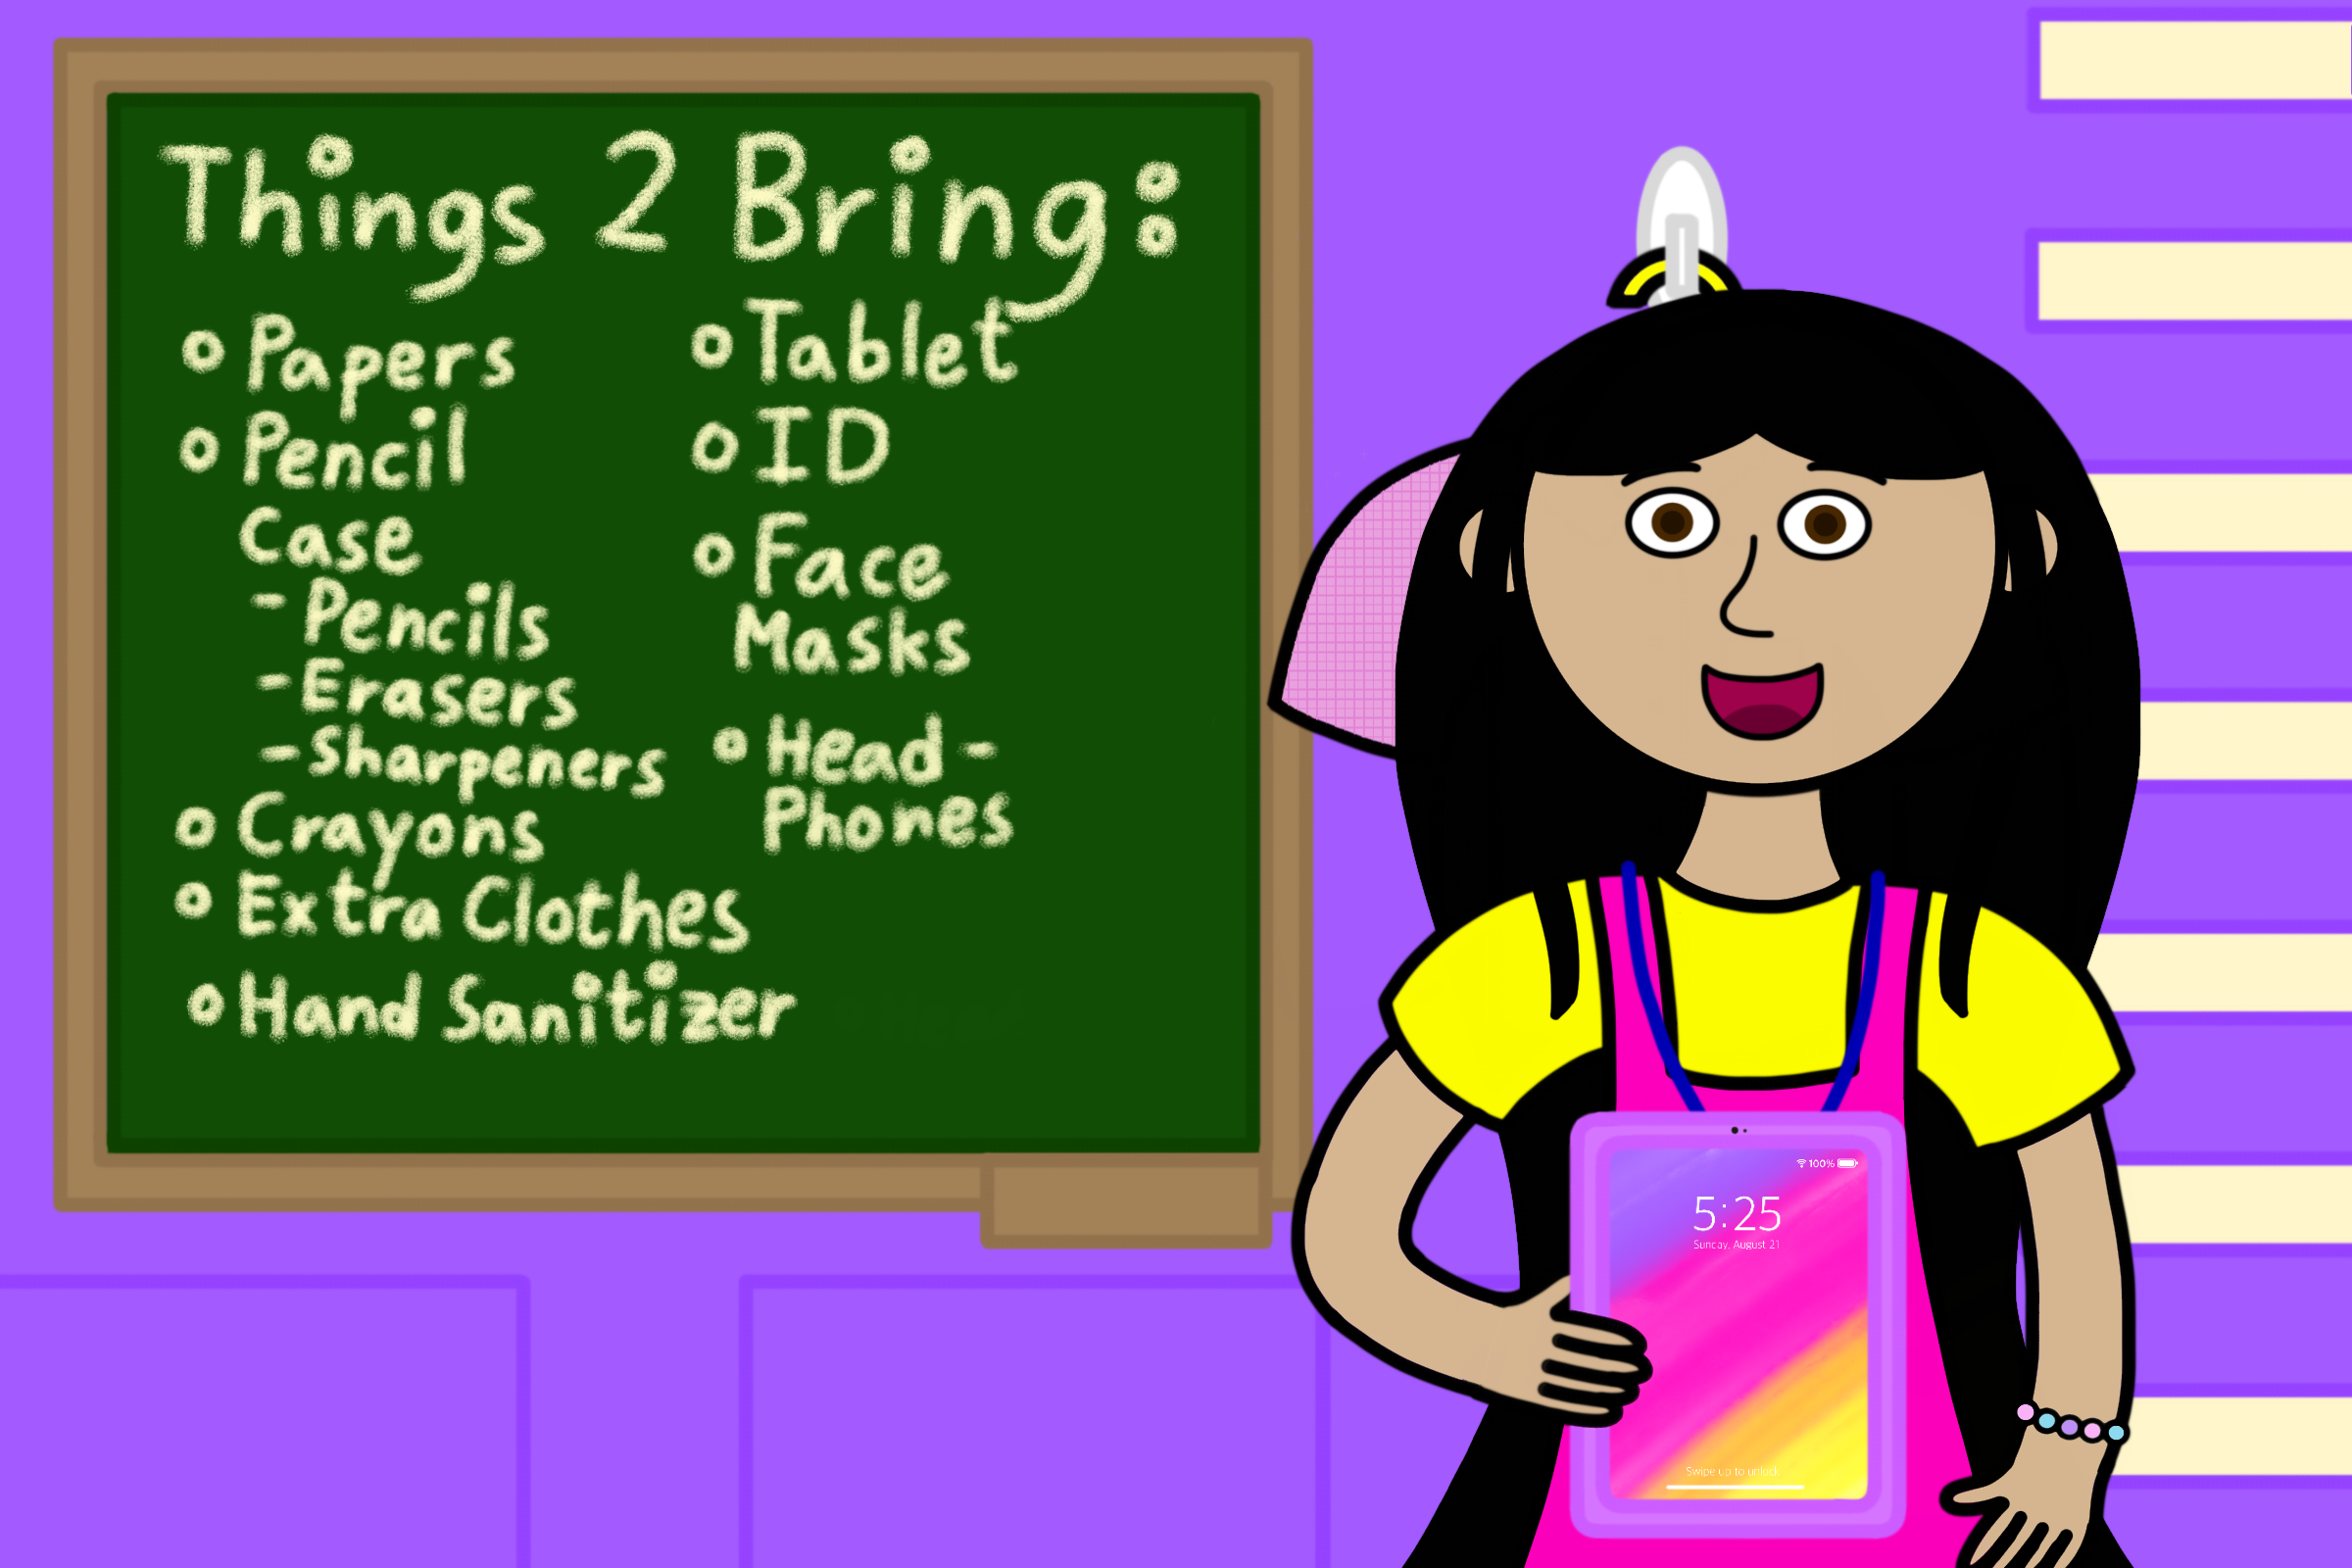 Things 2 Bring:
Papers
Pencil
Case
- Pencils
- Erasers
- Sharpeners
Crayons
Extra Clothes
Hand Sanitizer
Tablet
ID
Face
Masks
Head-
Phones
100%
5:25
Sunday, August 21
Swipe up to unlock